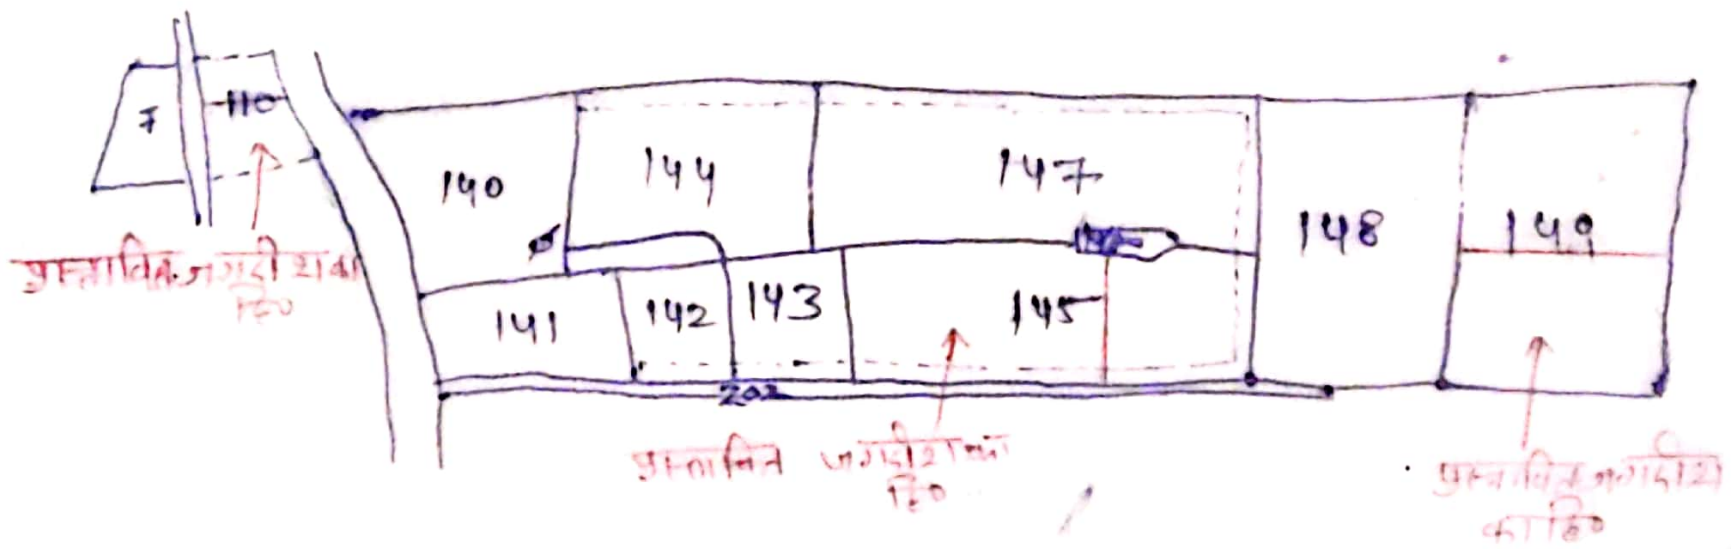 7
110
140
144
147
148
149
141
142
143
145
202
प्रस्तावित जगदीश का
हि०
प्रस्तावित जगदीश का
हि०
प्रस्तावित जगदीश
का हि०